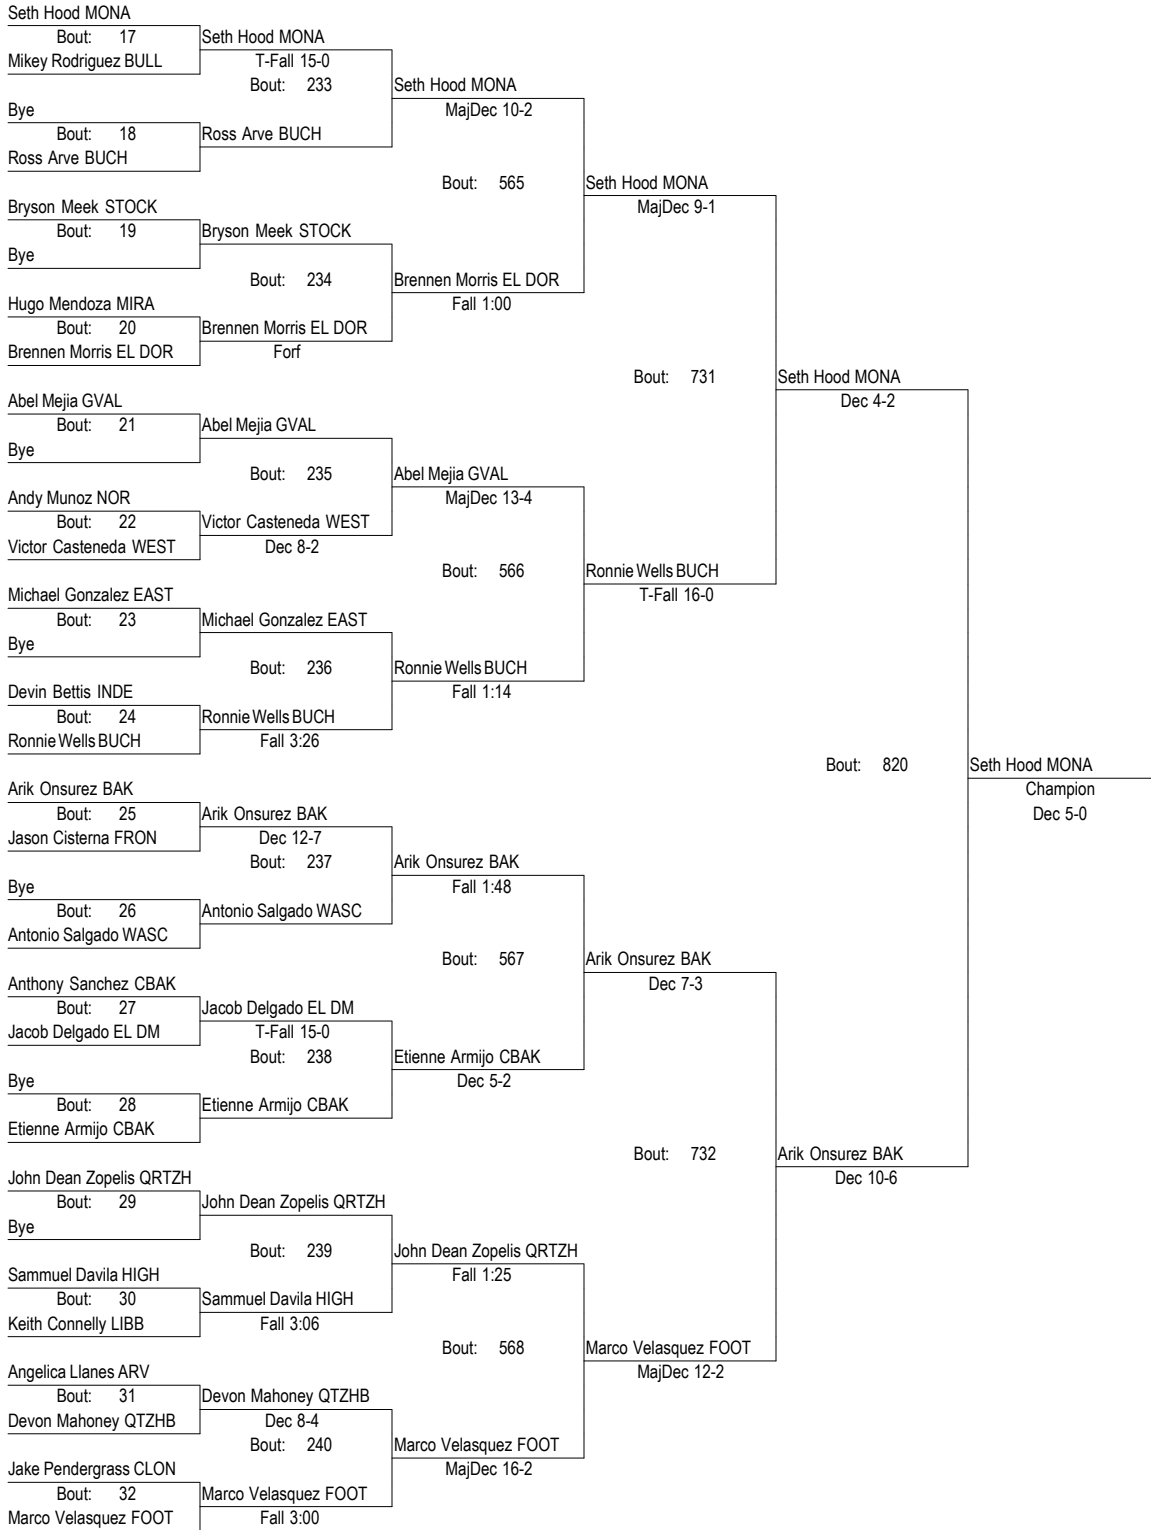 Seth Hood MONA
Bout: 17
Seth Hood MONA
Mikey Rodriguez BULL
T-Fall 15-0
Bout: 233
Seth Hood MONA
Bye
MajDec 10-2
Bout: 18
Ross Arve BUCH
Ross Arve BUCH
Bout: 565
Seth Hood MONA
Bryson Meek STOCK
MajDec 9-1
Bout: 19
Bryson Meek STOCK
Bye
Bout: 234
Brennen Morris EL DOR
Hugo Mendoza MIRA
Fall 1:00
Bout: 20
Brennen Morris EL DOR
Brennen Morris EL DOR
Forf
Bout: 731
Seth Hood MONA
Abel Mejia GVAL
Dec 4-2
Bout: 21
Abel Mejia GVAL
Bye
Bout: 235
Abel Mejia GVAL
Andy Munoz NOR
MajDec 13-4
Bout: 22
Victor Casteneda WEST
Victor Casteneda WEST
Dec 8-2
Bout: 566
Ronnie Wells BUCH
Michael Gonzalez EAST
T-Fall 16-0
Bout: 23
Michael Gonzalez EAST
Bye
Bout: 236
Ronnie Wells BUCH
Devin Bettis INDE
Fall 1:14
Bout: 24
Ronnie Wells BUCH
Ronnie Wells BUCH
Fall 3:26
Bout: 820
Seth Hood MONA
Arik Onsurez BAK
Champion
Bout: 25
Arik Onsurez BAK
Dec 5-0
Jason Cisterna FRON
Dec 12-7
Bout: 237
Arik Onsurez BAK
Bye
Fall 1:48
Bout: 26
Antonio Salgado WASC
Antonio Salgado WASC
Bout: 567
Arik Onsurez BAK
Anthony Sanchez CBAK
Dec 7-3
Bout: 27
Jacob Delgado EL DM
Jacob Delgado EL DM
T-Fall 15-0
Bout: 238
Etienne Armijo CBAK
Bye
Dec 5-2
Bout: 28
Etienne Armijo CBAK
Etienne Armijo CBAK
Bout: 732
Arik Onsurez BAK
John Dean Zopelis QRTZH
Dec 10-6
Bout: 29
John Dean Zopelis QRTZH
Bye
Bout: 239
John Dean Zopelis QRTZH
Sammuel Davila HIGH
Fall 1:25
Bout: 30
Sammuel Davila HIGH
Keith Connelly LIBB
Fall 3:06
Bout: 568
Marco Velasquez FOOT
Angelica Llanes ARV
MajDec 12-2
Bout: 31
Devon Mahoney QTZHB
Devon Mahoney QTZHB
Dec 8-4
Bout: 240
Marco Velasquez FOOT
Jake Pendergrass CLON
MajDec 16-2
Bout: 32
Marco Velasquez FOOT
Marco Velasquez FOOT
Fall 3:00